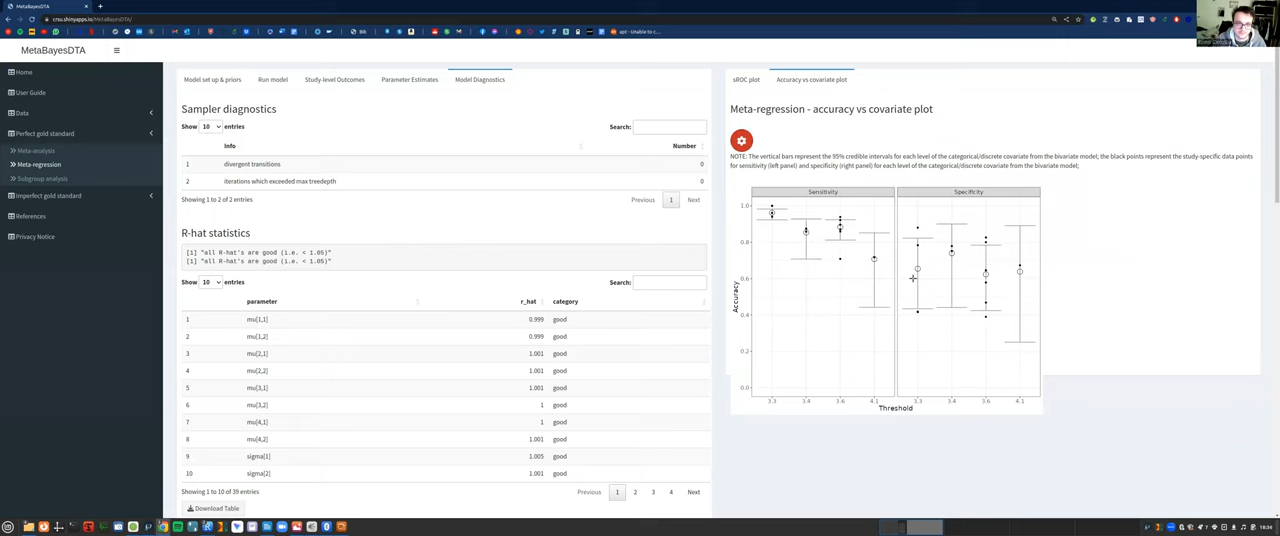 MetaBayesDTA
crsu.shinyapps.io/MetaBayesDTA/
apt - Unable to c...
MetaBayesDTA
Home
User Guide
Data
Perfect gold standard
Meta-analysis
Meta-regression
Subgroup analysis
Imperfect gold standard
References
Privacy Notice
Model set up & priors
Run model
Study-level Outcomes
Parameter Estimates
Model Diagnostics
Sampler diagnostics
Show 10 entries
Search:
Info Number
1 divergent transitions 0
2 iterations which exceeded max treedepth 0
Showing 1 to 2 of 2 entries
Previous 1 Next
R-hat statistics
[1] "all R-hat's are good (i.e. < 1.05)"
[1] "all R-hat's are good (i.e. < 1.05)"
Show 10 entries
Search:
parameter r_hat category
1 mu[1,1] 0.999 good
2 mu[1,2] 0.999 good
3 mu[2,1] 1.001 good
4 mu[2,2] 1.001 good
5 mu[3,1] 1.001 good
6 mu[3,2] 1 good
7 mu[4,1] 1 good
8 mu[4,2] 1.001 good
9 sigma[1] 1.005 good
10 sigma[2] 1.001 good
Showing 1 to 10 of 39 entries
Previous 1 2 3 4 Next
Download Table
sROC plot
Accuracy vs covariate plot
Meta-regression - accuracy vs covariate plot
NOTE: The vertical bars represent the 95% credible intervals for each level of the categorical/discrete covariate from the bivariate model; the black points represent the study-specific data points
for sensitivity (left panel) and specificity (right panel) for each level of the categorical/discrete covariate from the bivariate model;
Sensitivity Specificity
1.0
0.8
0.6
0.4
0.2
0.0
Accuracy
3.3 3.4 3.6 4.1 3.3 3.4 3.6 4.1
Threshold
18:34